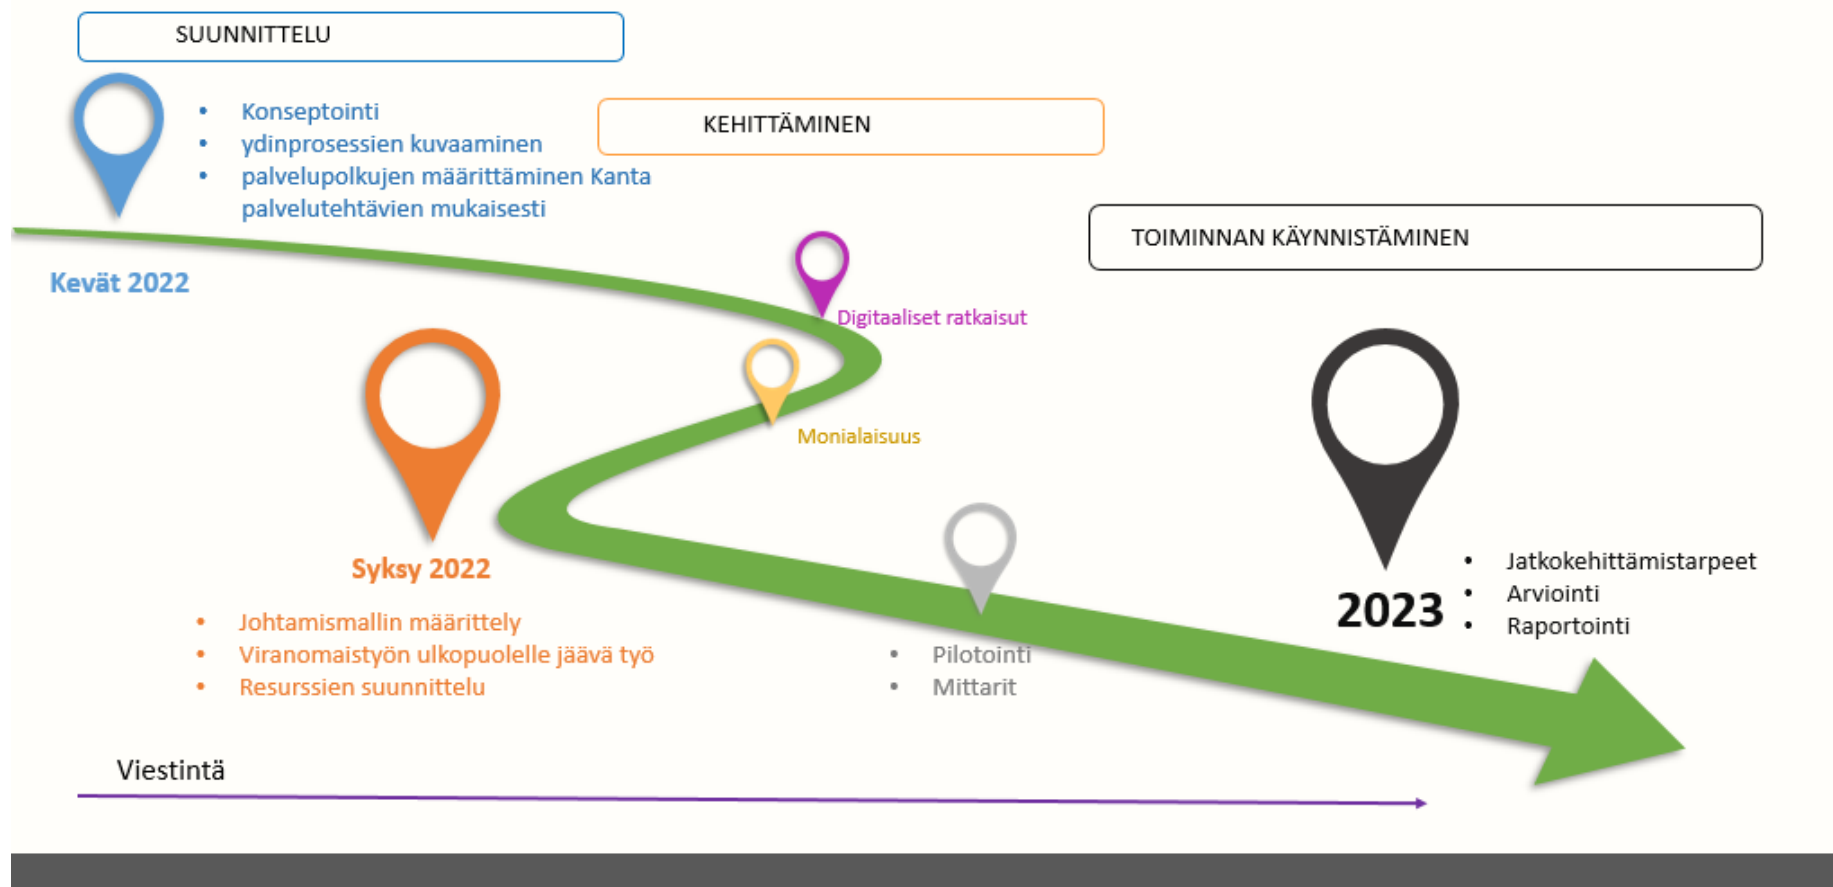 SUUNNITTELU
• Konseptointi
• ydinprosessien kuvaaminen
• palvelupolkujen määrittäminen Kanta
palvelutehtävien mukaisesti
KEHITTÄMINEN
TOIMINNAN KÄYNNISTÄMINEN
Kevät 2022
Digitaaliset ratkaisut
Monialaisuus
Syksy 2022
• Johtamismallin määrittely
• Viranomaistyön ulkopuolelle jäävä työ
• Resurssien suunnittelu
• Pilotointi
• Mittarit
2023
• Jatkokehittämistarpeet
• Arviointi
• Raportointi
Viestintä